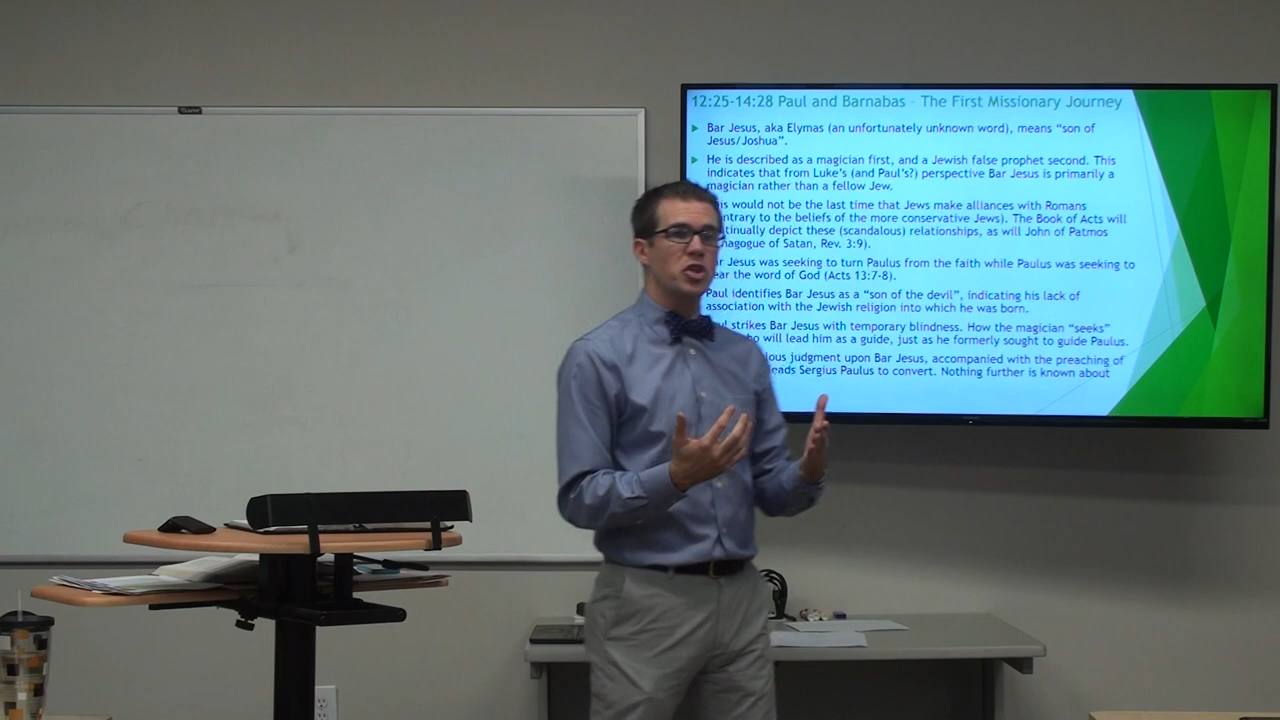 12:25-14:28 Paul and Barnabas – The First Missionary Journey
Bar Jesus, aka Elymas (an unfortunately unknown word), means “son of
Jesus/Joshua”.
He is described as a magician first, and a Jewish false prophet second. This
indicates that from Luke’s (and Paul’s?) perspective Bar Jesus is primarily a
magician rather than a fellow Jew.
would not be the last time that Jews make alliances with Romans
to the beliefs of the more conservative Jews). The Book of Acts will
depict these (scandalous) relationships, as will John of Patmos
of Satan, Rev. 3:9).
Jesus was seeking to turn Paulus from the faith while Paulus was seeking to
the word of God (Acts 13:7-8).
Paul identifies Bar Jesus as a “son of the devil”, indicating his lack of
association with the Jewish religion into which he was born.
strikes Bar Jesus with temporary blindness. How the magician “seeks”
will lead him as a guide, just as he formerly sought to guide Paulus.
judgment upon Bar Jesus, accompanied with the preaching of
Sergius Paulus to convert. Nothing further is known about